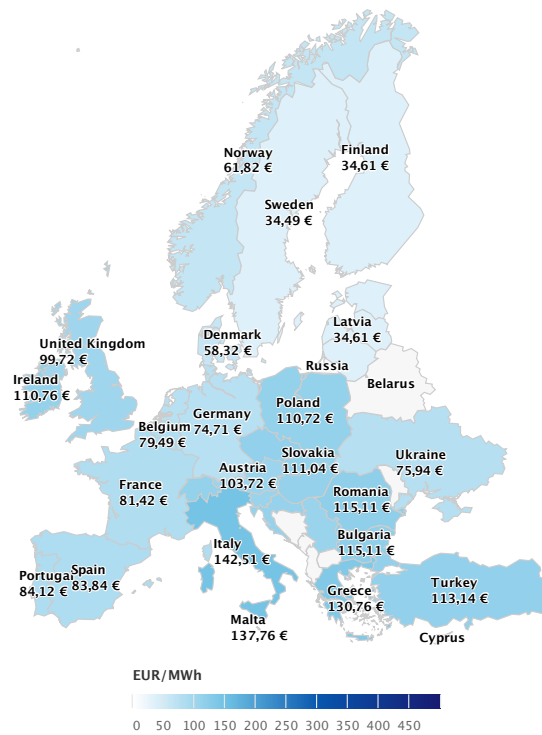 Norway
61,82 €
Finland
34,61 €
Sweden
34,49 €
Denmark
58,32 €
Latvia
34,61 €
United Kingdom
99,72 €
Ireland
110,76 €
Russia
Belarus
Poland
110,72 €
Germany
74,71 €
Belgium
79,49 €
Slovakia
111,04 €
Ukraine
75,94 €
Austria
103,72 €
France
81,42 €
Romania
115,11 €
Bulgaria
115,11 €
Italy
142,51 €
Portugal
84,12 €
Spain
83,84 €
Greece
130,76 €
Turkey
113,14 €
Malta
137,76 €
Cyprus
EUR/MWh
0 50 100 150 200 250 300 350 400 450